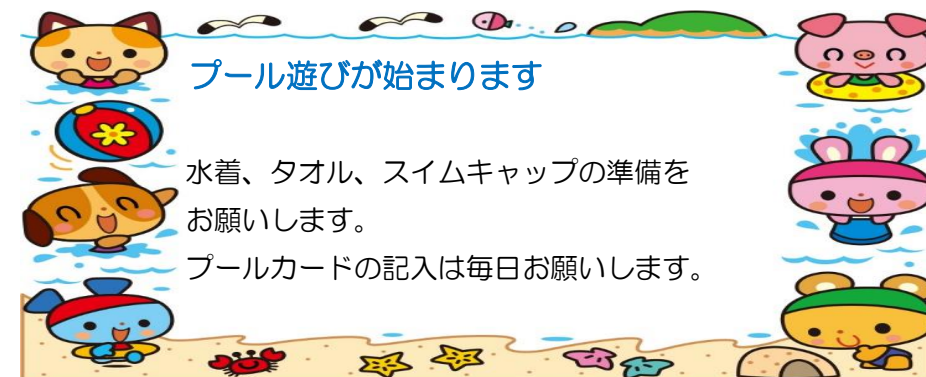 プール遊びが始まります
水着、タオル、スイムキャップの準備を
お願いします。
プールカードの記入は毎日お願いします。